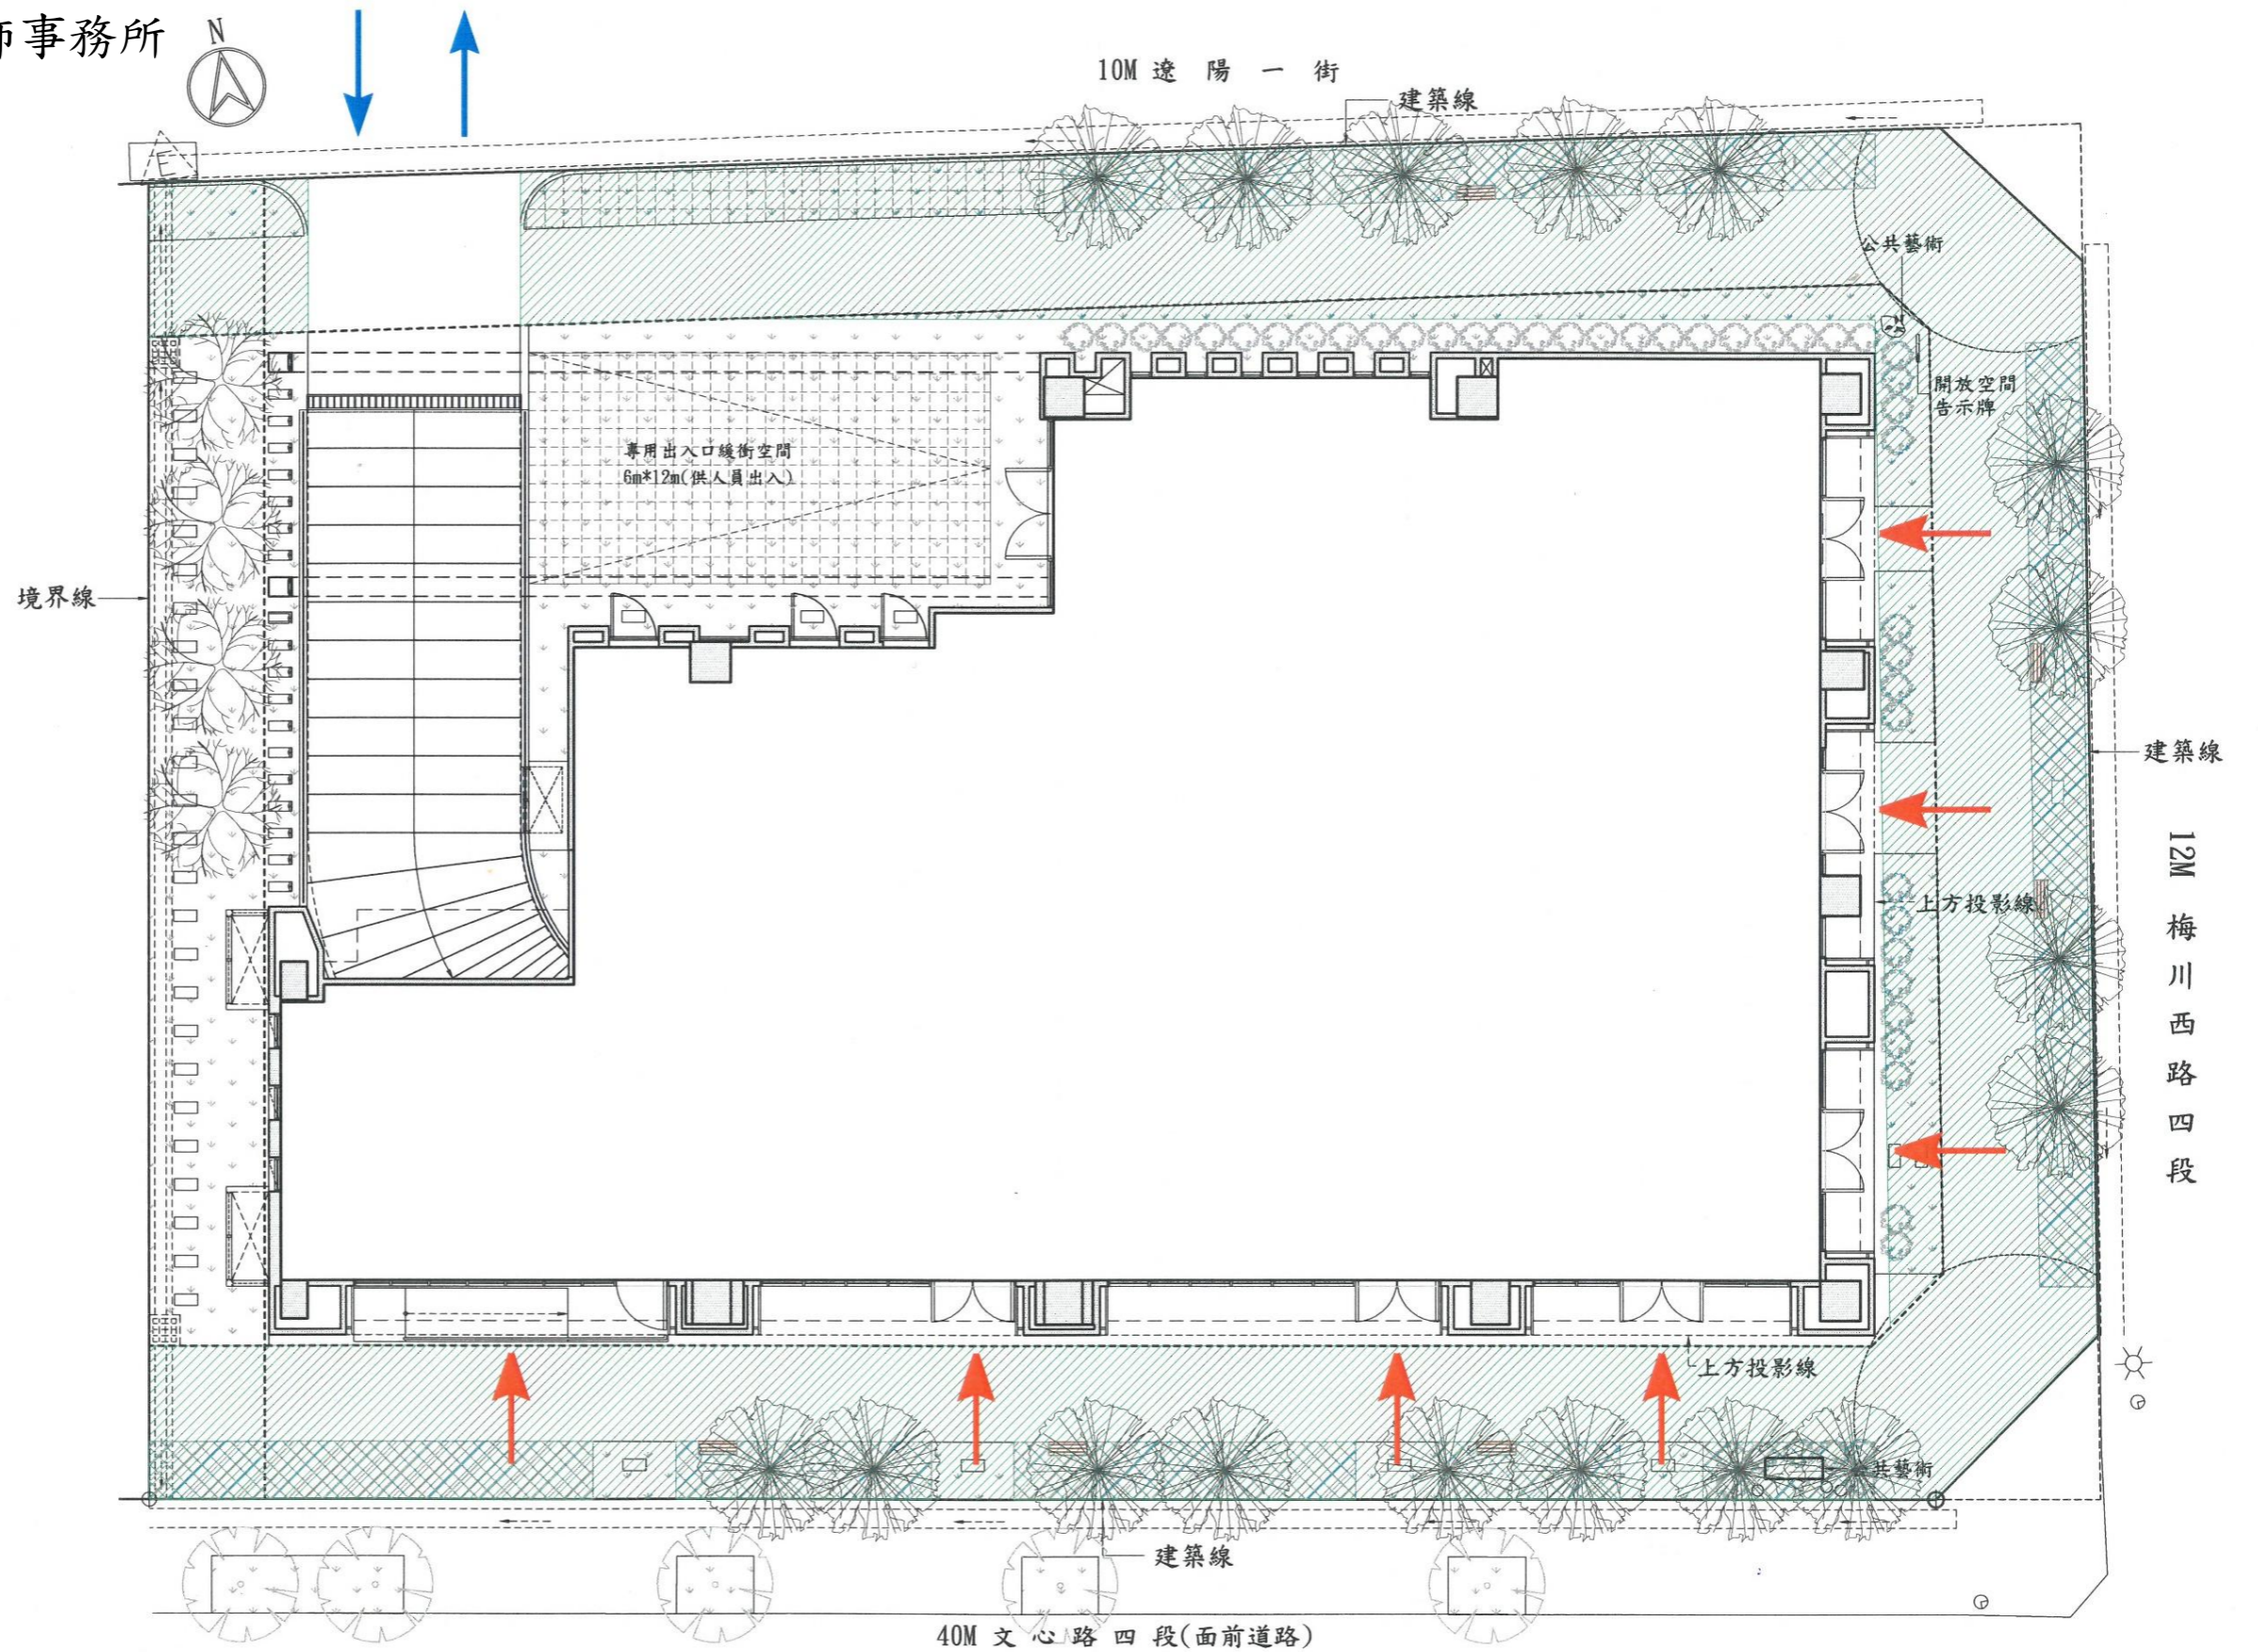 師事務所
N
10M 遼陽一街
建築線
公共藝術
開放空間
告示牌
專用出入口緩衝空間
6m*12m(供人員出入)
境界線
建築線
12M 梅川西路四段
上方投影線
上方投影線
共藝術
建築線
40M 文心路四段(面前道路)